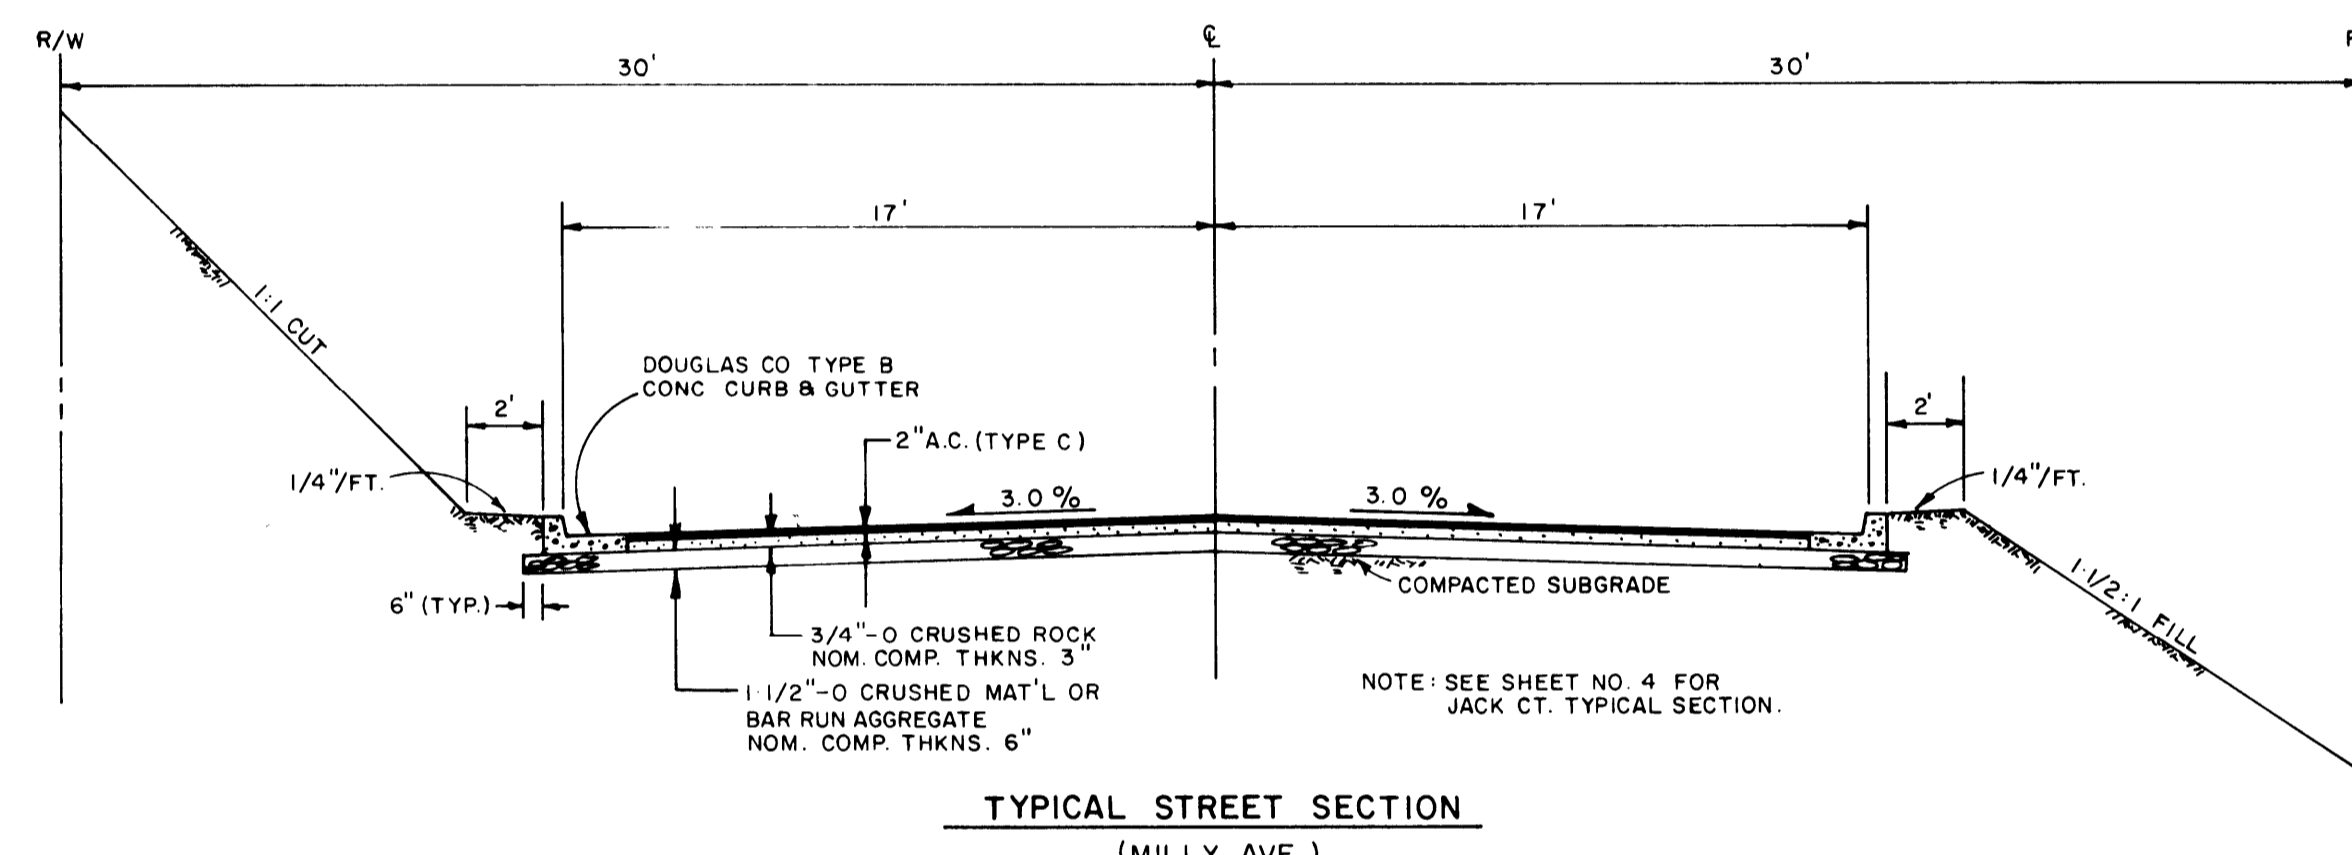 R/W
℄
30'
30'
17'
17'
1:1 CUT
DOUGLAS CO TYPE B
CONC CURB & GUTTER
2'
2'
2"A.C. (TYPE C)
1/4"/FT.
3.0 %
3.0 %
1/4"/FT.
COMPACTED SUBGRADE
6" (TYP.)
1·1/2:1 FILL
3/4"-O CRUSHED ROCK
NOM. COMP. THKNS. 3"
1·1/2"-O CRUSHED MAT'L OR
BAR RUN AGGREGATE
NOM. COMP. THKNS. 6"
NOTE: SEE SHEET NO. 4 FOR
JACK CT. TYPICAL SECTION.
TYPICAL STREET SECTION
(MILLY AVE.)